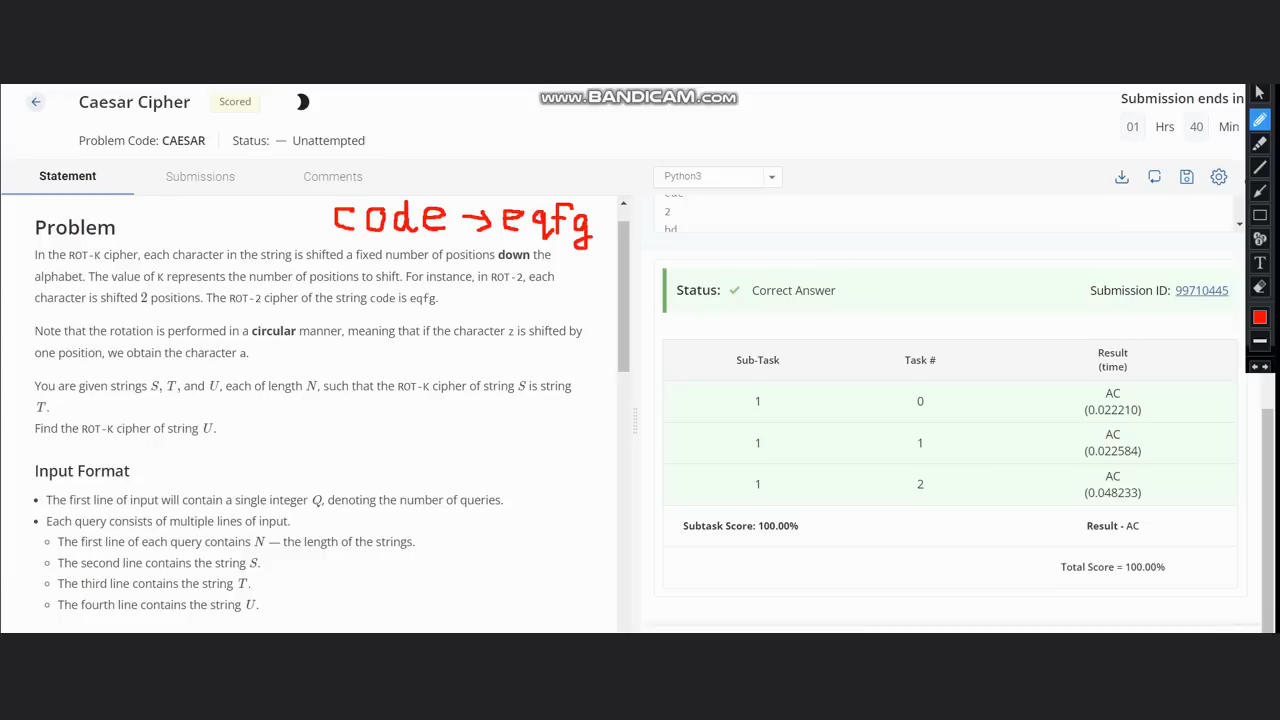 www.BANDICAM.com
Caesar Cipher
Scored
Submission ends in
Problem Code: CAESAR
Status: — Unattempted
01 Hrs 40 Min
Statement
Submissions
Comments
Python3
code → eqfg
2
Problem
In the ROT-K cipher, each character in the string is shifted a fixed number of positions down the
alphabet. The value of K represents the number of positions to shift. For instance, in ROT-2, each
character is shifted 2 positions. The ROT-2 cipher of the string code is eqfg.
Note that the rotation is performed in a circular manner, meaning that if the character z is shifted by
one position, we obtain the character a.
You are given strings S, T, and U, each of length N, such that the ROT-K cipher of string S is string
T.
Find the ROT-K cipher of string U.
Input Format
• The first line of input will contain a single integer Q, denoting the number of queries.
• Each query consists of multiple lines of input.
◦ The first line of each query contains N — the length of the strings.
◦ The second line contains the string S.
◦ The third line contains the string T.
◦ The fourth line contains the string U.
Status: ✓ Correct Answer
Submission ID: 99710445
Sub-Task Task # Result (time)
1 0 AC (0.022210)
1 1 AC (0.022584)
1 2 AC (0.048233)
Subtask Score: 100.00% Result - AC
Total Score = 100.00%